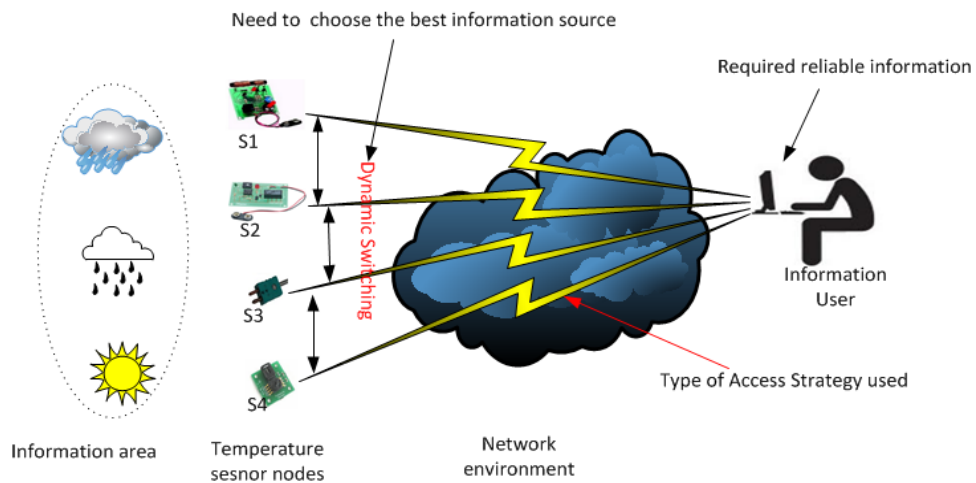 Need to choose the best information source
Required reliable information
S1
S2
S3
S4
Dynamic Switching
Information
User
Type of Access Strategy used
Information area
Temperature
sesnor nodes
Network
environment